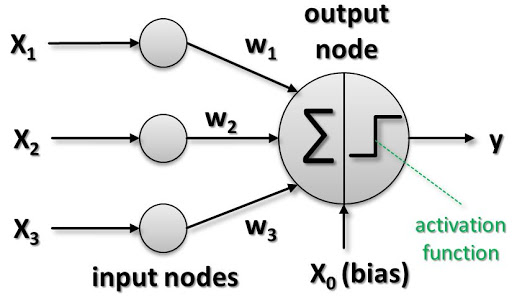 output
node
X₁
w₁
w₂
X₂
Σ
y
X₃
w₃
activation
function
input nodes
X₀ (bias)